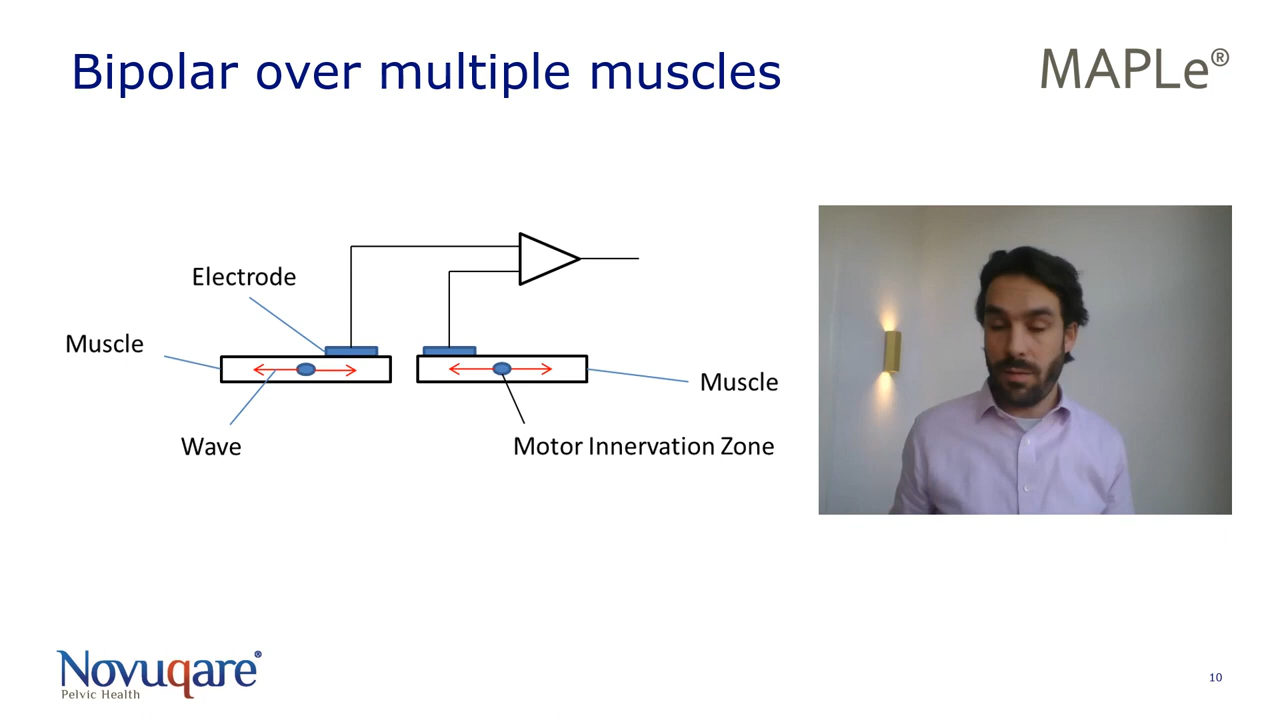 Bipolar over multiple muscles
MAPLe®
Electrode
Muscle
Muscle
Wave
Motor Innervation Zone
Novuqare®
Pelvic Health
10